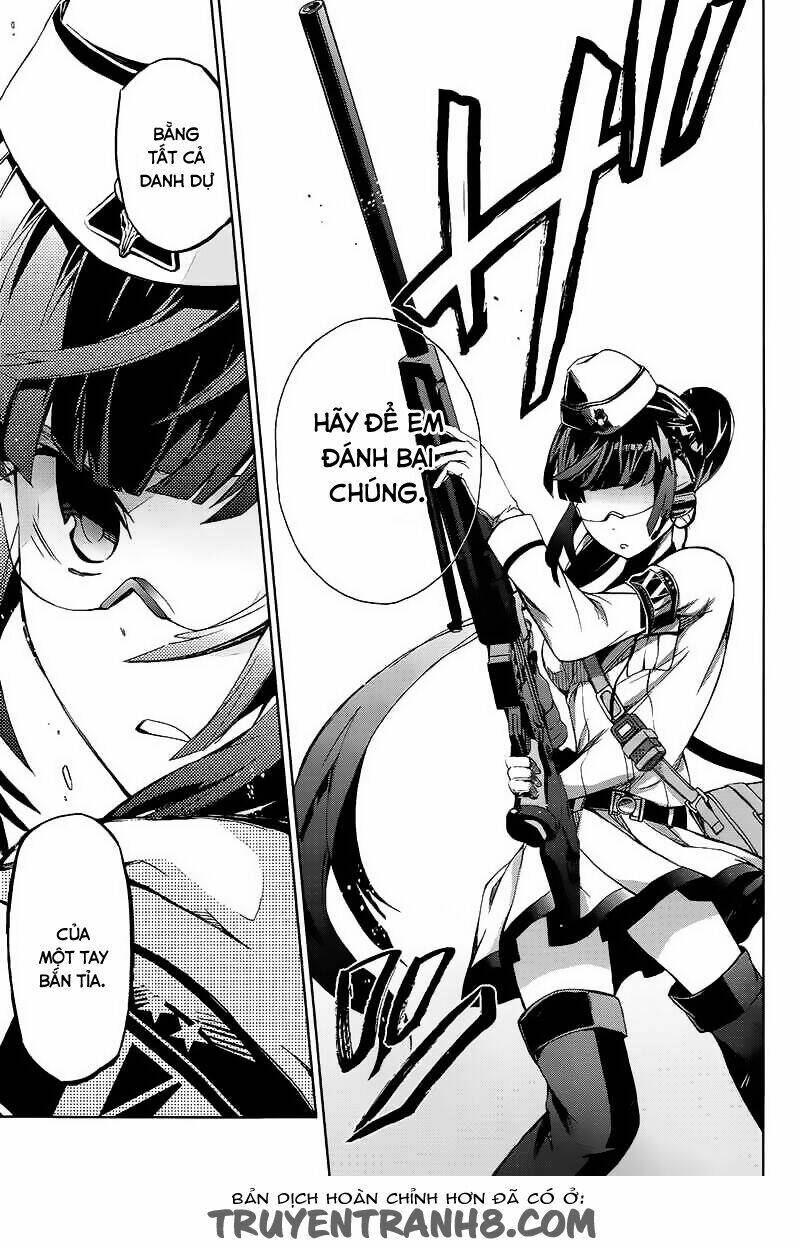 HÃY ĐỂ EM
ĐÁNH BẠI
CHÚNG.
BẰNG
TẤT CẢ
DANH DỰ
CỦA
MỘT TAY
BẮN TỈA.
BẢN DỊCH HOÀN CHỈNH HƠN ĐÃ CÓ Ở:
TRUYENTRANH8.COM